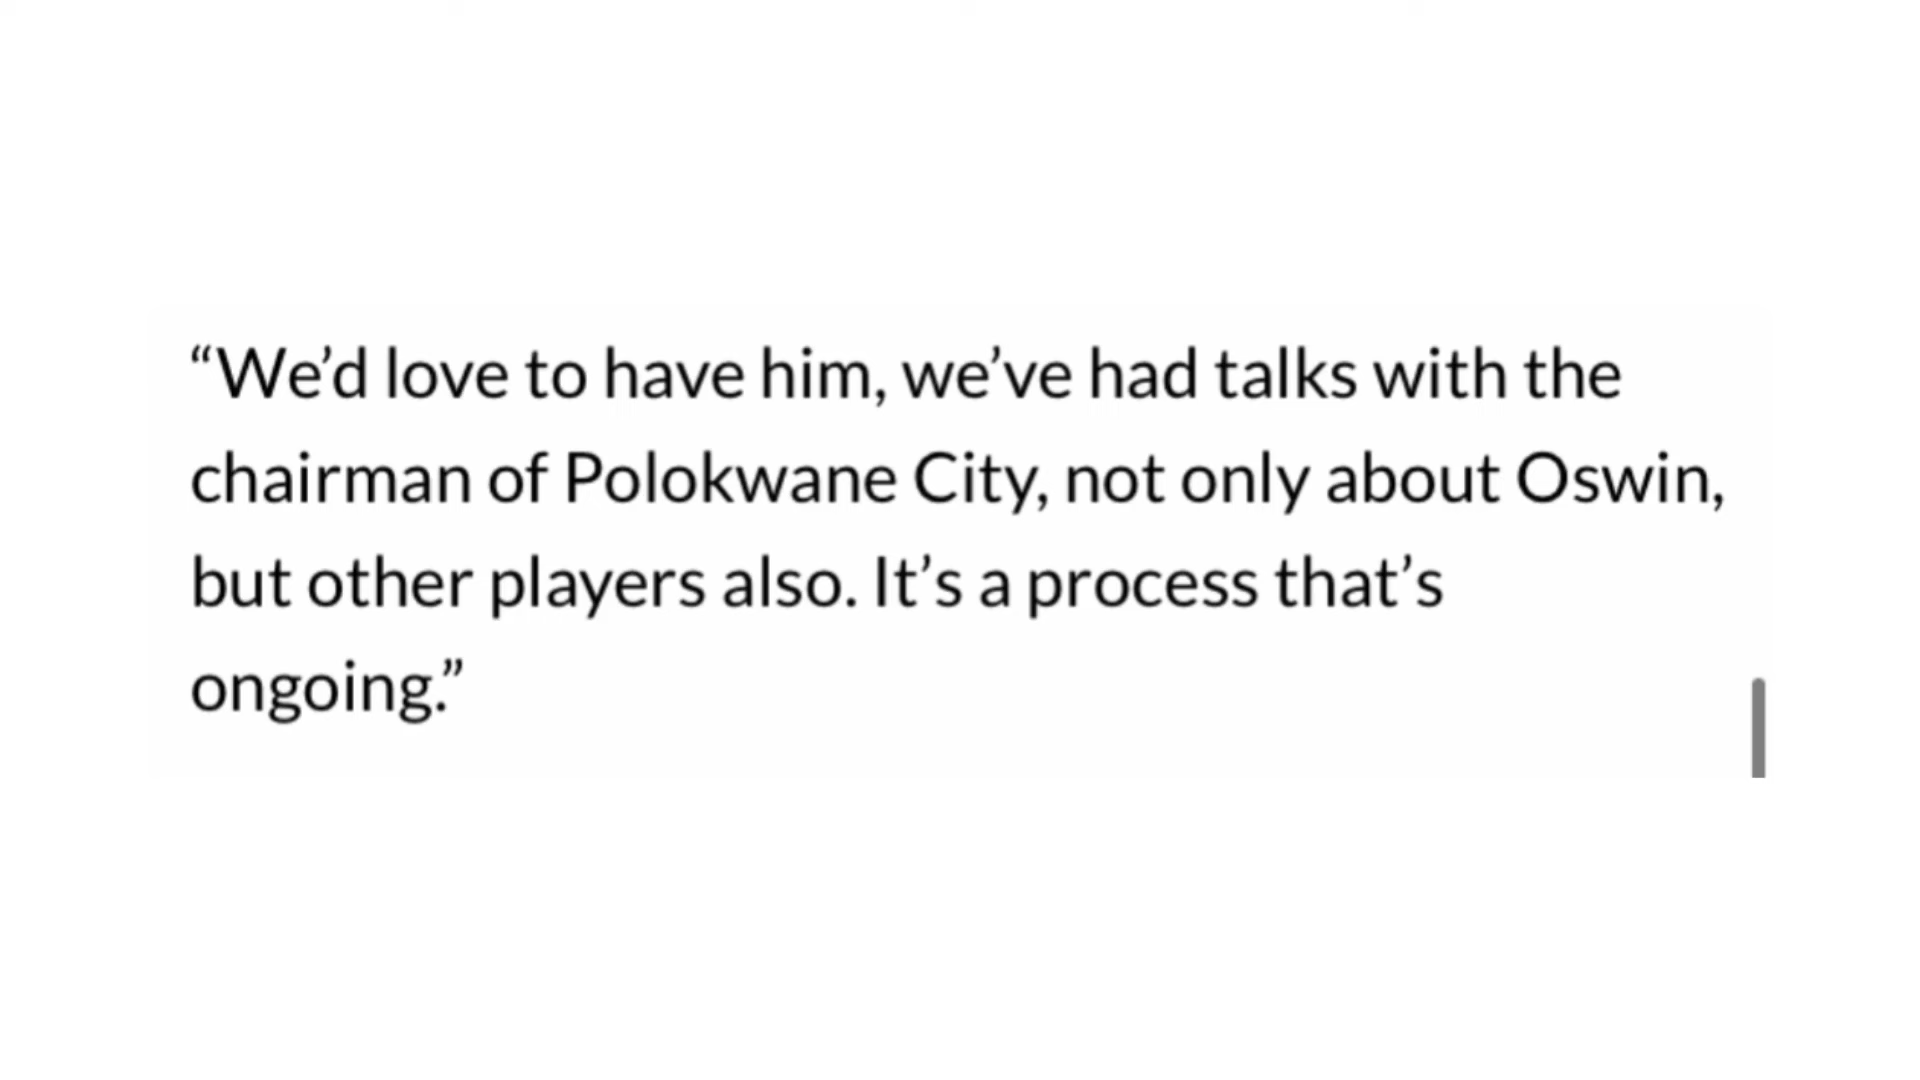 “We’d love to have him, we’ve had talks with the
chairman of Polokwane City, not only about Oswin,
but other players also. It’s a process that’s
ongoing.”